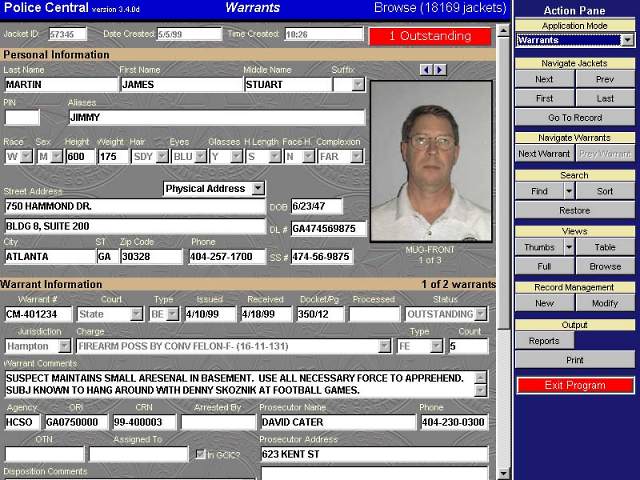 Police Central version 3.4.0d Warrants Browse (18169 jackets)
Jacket ID: 57345 Date Created: 5/5/99 Time Created: 10:26 1 Outstanding
Personal Information
Last Name First Name Middle Name Suffix
MARTIN JAMES STUART
PIN Aliases
JIMMY
Race Sex Height Weight Hair Eyes Glasses H Length Face H. Complexion
W M 600 175 SDY BLU Y S N FAR
Street Address Physical Address
750 HAMMOND DR. DOB 6/23/47
BLDG 8, SUITE 200 DL # GA474569875
City ST Zip Code Phone
ATLANTA GA 30328 404-257-1700 SS # 474-56-9875
MUG-FRONT
1 of 3
Warrant Information 1 of 2 warrants
Warrant # Court Type Issued Received Docket/Pg Processed Status
CM-401234 State BE 4/10/99 4/18/99 350/12 OUTSTANDING
Jurisdiction Charge Type Count
Hampton FIREARM POSS BY CONV FELON-F- (16-11-131) FE 5
Warrant Comments
SUSPECT MAINTAINS SMALL ARESENAL IN BASEMENT. USE ALL NECESSARY FORCE TO APPREHEND.
SUBJ KNOWN TO HANG AROUND WITH DENNY SKOZNIK AT FOOTBALL GAMES.
Agency ORI CRN Arrested By Prosecutor Name Phone
HCSO GA0750000 99-400003 DAVID CATER 404-230-0300
OTN Assigned To In GCIC? Prosecutor Address
623 KENT ST
Disposition Comments
Action Pane
Application Mode
Warrants
Navigate Jackets
Next Prev
First Last
Go To Record
Navigate Warrants
Next Warrant Prev Warrant
Search
Find Sort
Restore
Views
Thumbs Table
Full Browse
Record Management
New Modify
Output
Reports
Print
Exit Program